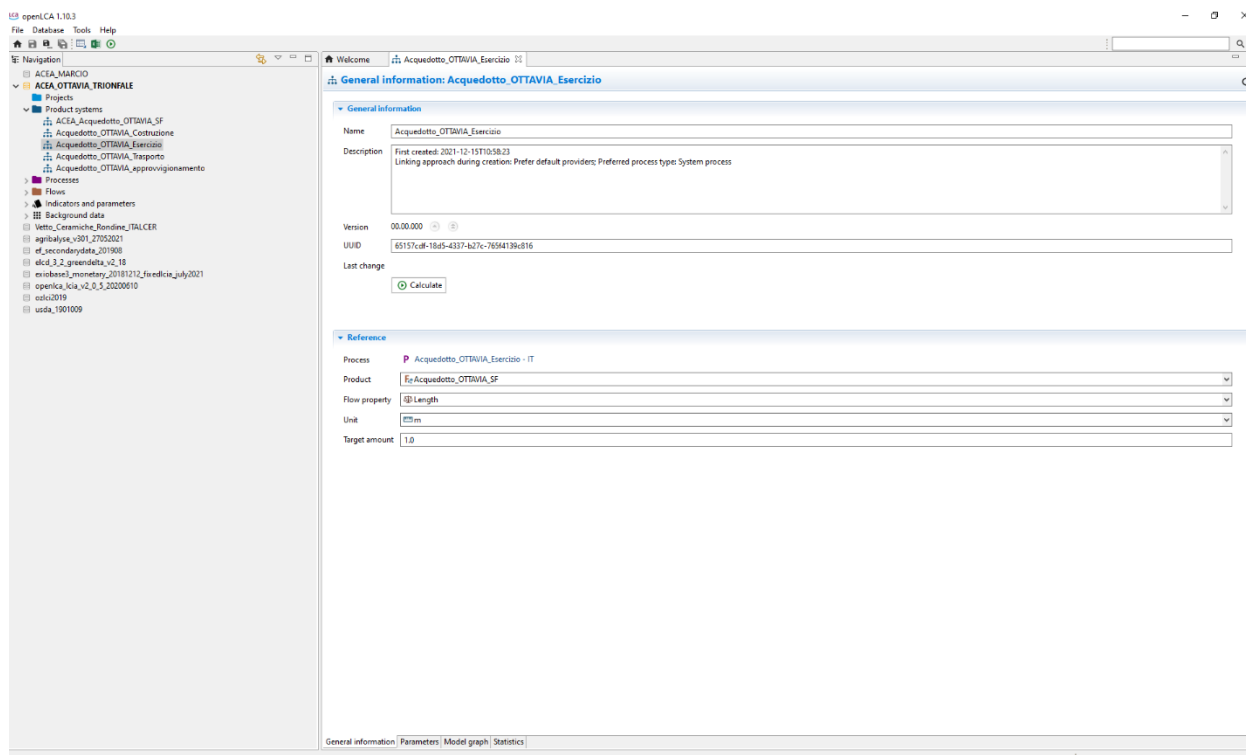 openLCA 1.10.3
File Database Tools Help
Navigation
ACEA_MARCIO
ACEA_OTTAVIA_TRIONFALE
Projects
Product systems
ACEA_Acquedotto_OTTAVIA_SF
Acquedotto_OTTAVIA_Costruzione
Acquedotto_OTTAVIA_Esercizio
Acquedotto_OTTAVIA_Trasporto
Acquedotto_OTTAVIA_approvvigionamento
Processes
Flows
Indicators and parameters
Background data
Vetto_Ceramiche_Rondine_ITALCER
agribalyse_v301_27052021
ef_secondarydata_201908
elcd_3_2_greendelta_v2_18
exiobase3_monetary_20181212_fixedlcia_july2021
openlca_lcia_v2_0_5_20200610
ozlci2019
usda_1901009
Welcome
Acquedotto_OTTAVIA_Esercizio
General information: Acquedotto_OTTAVIA_Esercizio
General information
Name Acquedotto_OTTAVIA_Esercizio
Description First created: 2021-12-15T10:58:23
Linking approach during creation: Prefer default providers; Preferred process type: System process
Version 00.00.000
UUID 65157cdf-18d5-4337-b27c-765f4139c816
Last change
Calculate
Reference
Process P Acquedotto_OTTAVIA_Esercizio - IT
Product Acquedotto_OTTAVIA_SF
Flow property Length
Unit m
Target amount 1.0
General information Parameters Model graph Statistics